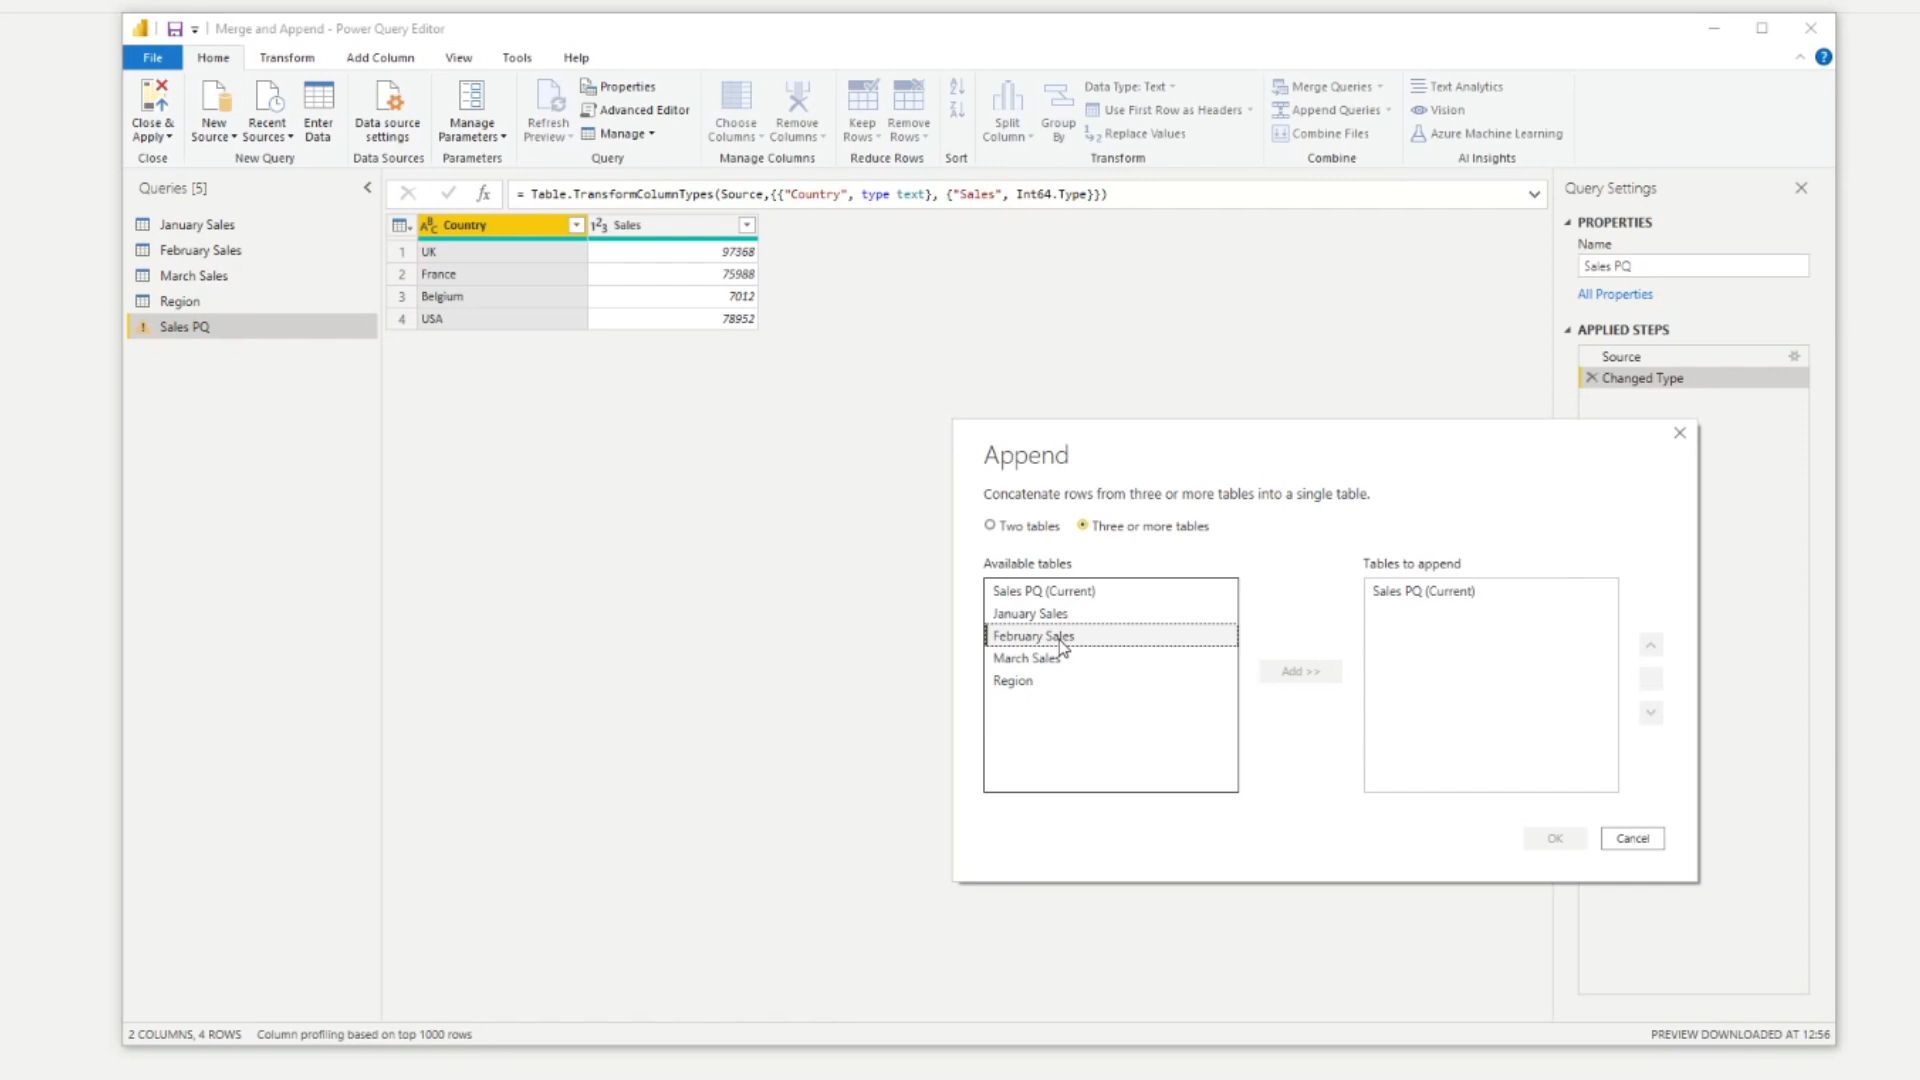 Merge and Append - Power Query Editor
File Home Transform Add Column View Tools Help
Close & Apply
New Source
Recent Sources
Enter Data
Data source settings
Manage Parameters
Refresh Preview
Properties
Advanced Editor
Manage
Choose Columns
Remove Columns
Keep Rows
Remove Rows
Split Column
Group By
Data Type: Text
Use First Row as Headers
Replace Values
Merge Queries
Append Queries
Combine Files
Text Analytics
Vision
Azure Machine Learning
Close New Query Data Sources Parameters Query Manage Columns Reduce Rows Sort Transform Combine AI Insights
Queries [5]
January Sales
February Sales
March Sales
Region
Sales PQ
fx = Table.TransformColumnTypes(Source,{{"Country", type text}, {"Sales", Int64.Type}})
Country Sales
1 UK 97368
2 France 75988
3 Belgium 7012
4 USA 78952
Query Settings
PROPERTIES
Name
Sales PQ
All Properties
APPLIED STEPS
Source
Changed Type
Append
Concatenate rows from three or more tables into a single table.
Two tables Three or more tables
Available tables
Sales PQ (Current)
January Sales
February Sales
March Sales
Region
Add >>
Tables to append
Sales PQ (Current)
OK Cancel
2 COLUMNS, 4 ROWS Column profiling based on top 1000 rows
PREVIEW DOWNLOADED AT 12:56